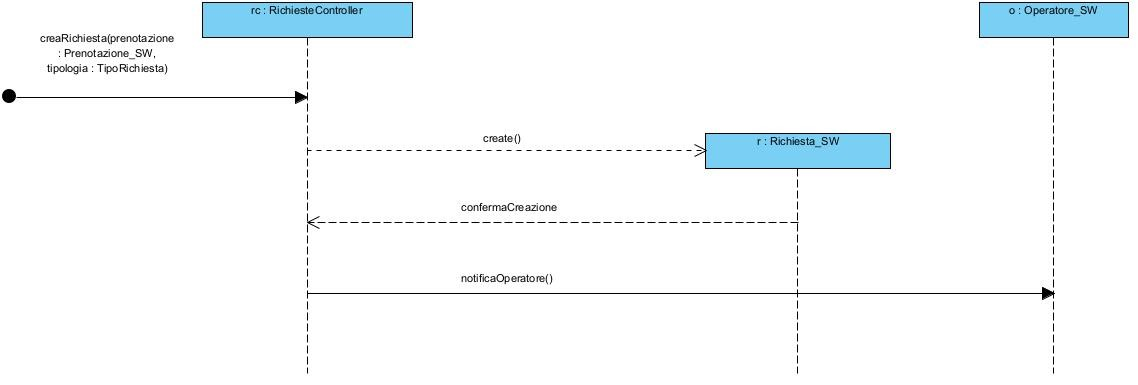 rc : RichiesteController
o : Operatore_SW
creaRichiesta(prenotazione
: Prenotazione_SW,
tipologia : TipoRichiesta)
create()
r : Richiesta_SW
confermaCreazione
notificaOperatore()